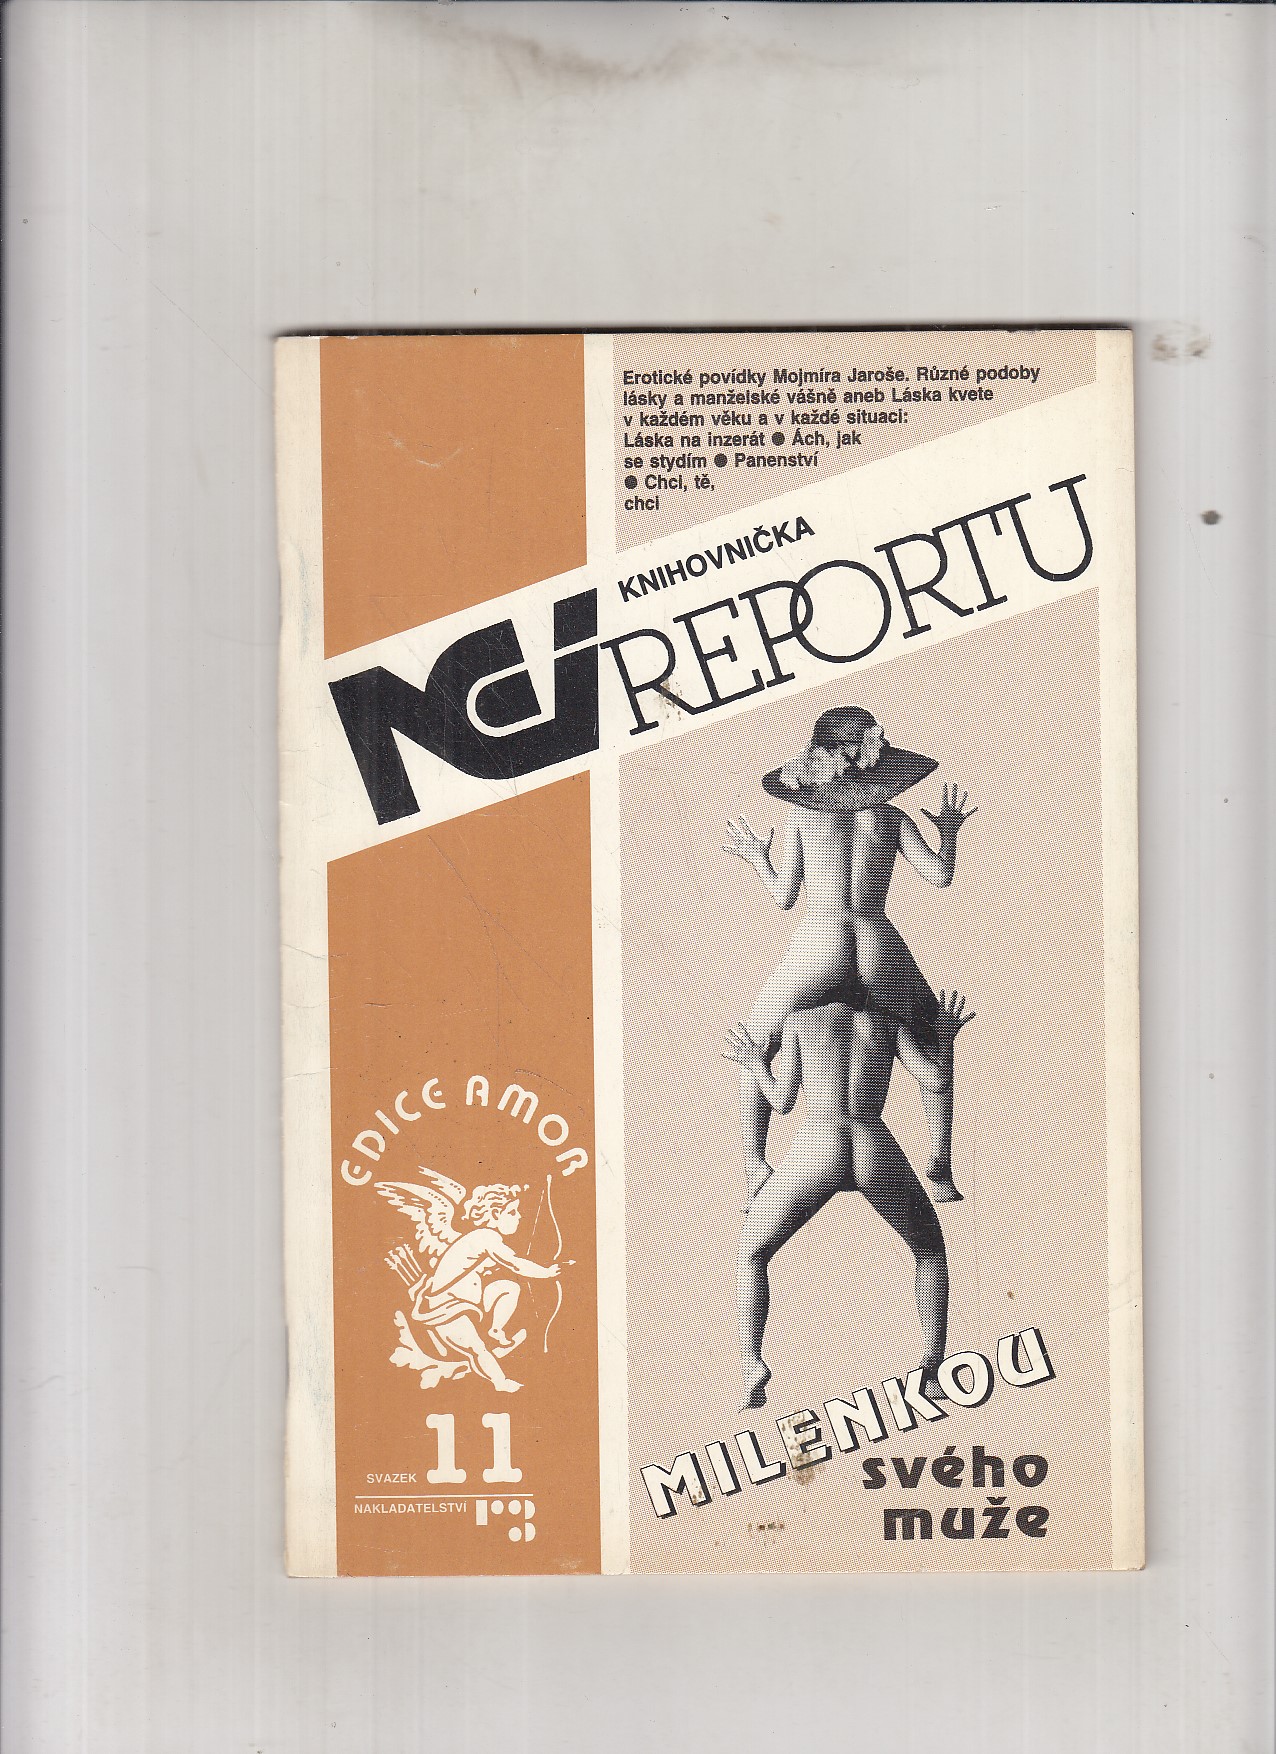 Erotické povídky Mojmíra Jaroše. Různé podoby
lásky a manželské vášně aneb Láska kvete
v každém věku a v každé situaci:
Láska na inzerát ● Ách, jak
se stydím ● Panenství
● Chci, tě,
chci
KNIHOVNIČKA
NEI REPORTU
EDICE AMOR
SVAZEK 11
NAKLADATELSTVÍ
MILENKOU
svého
muže